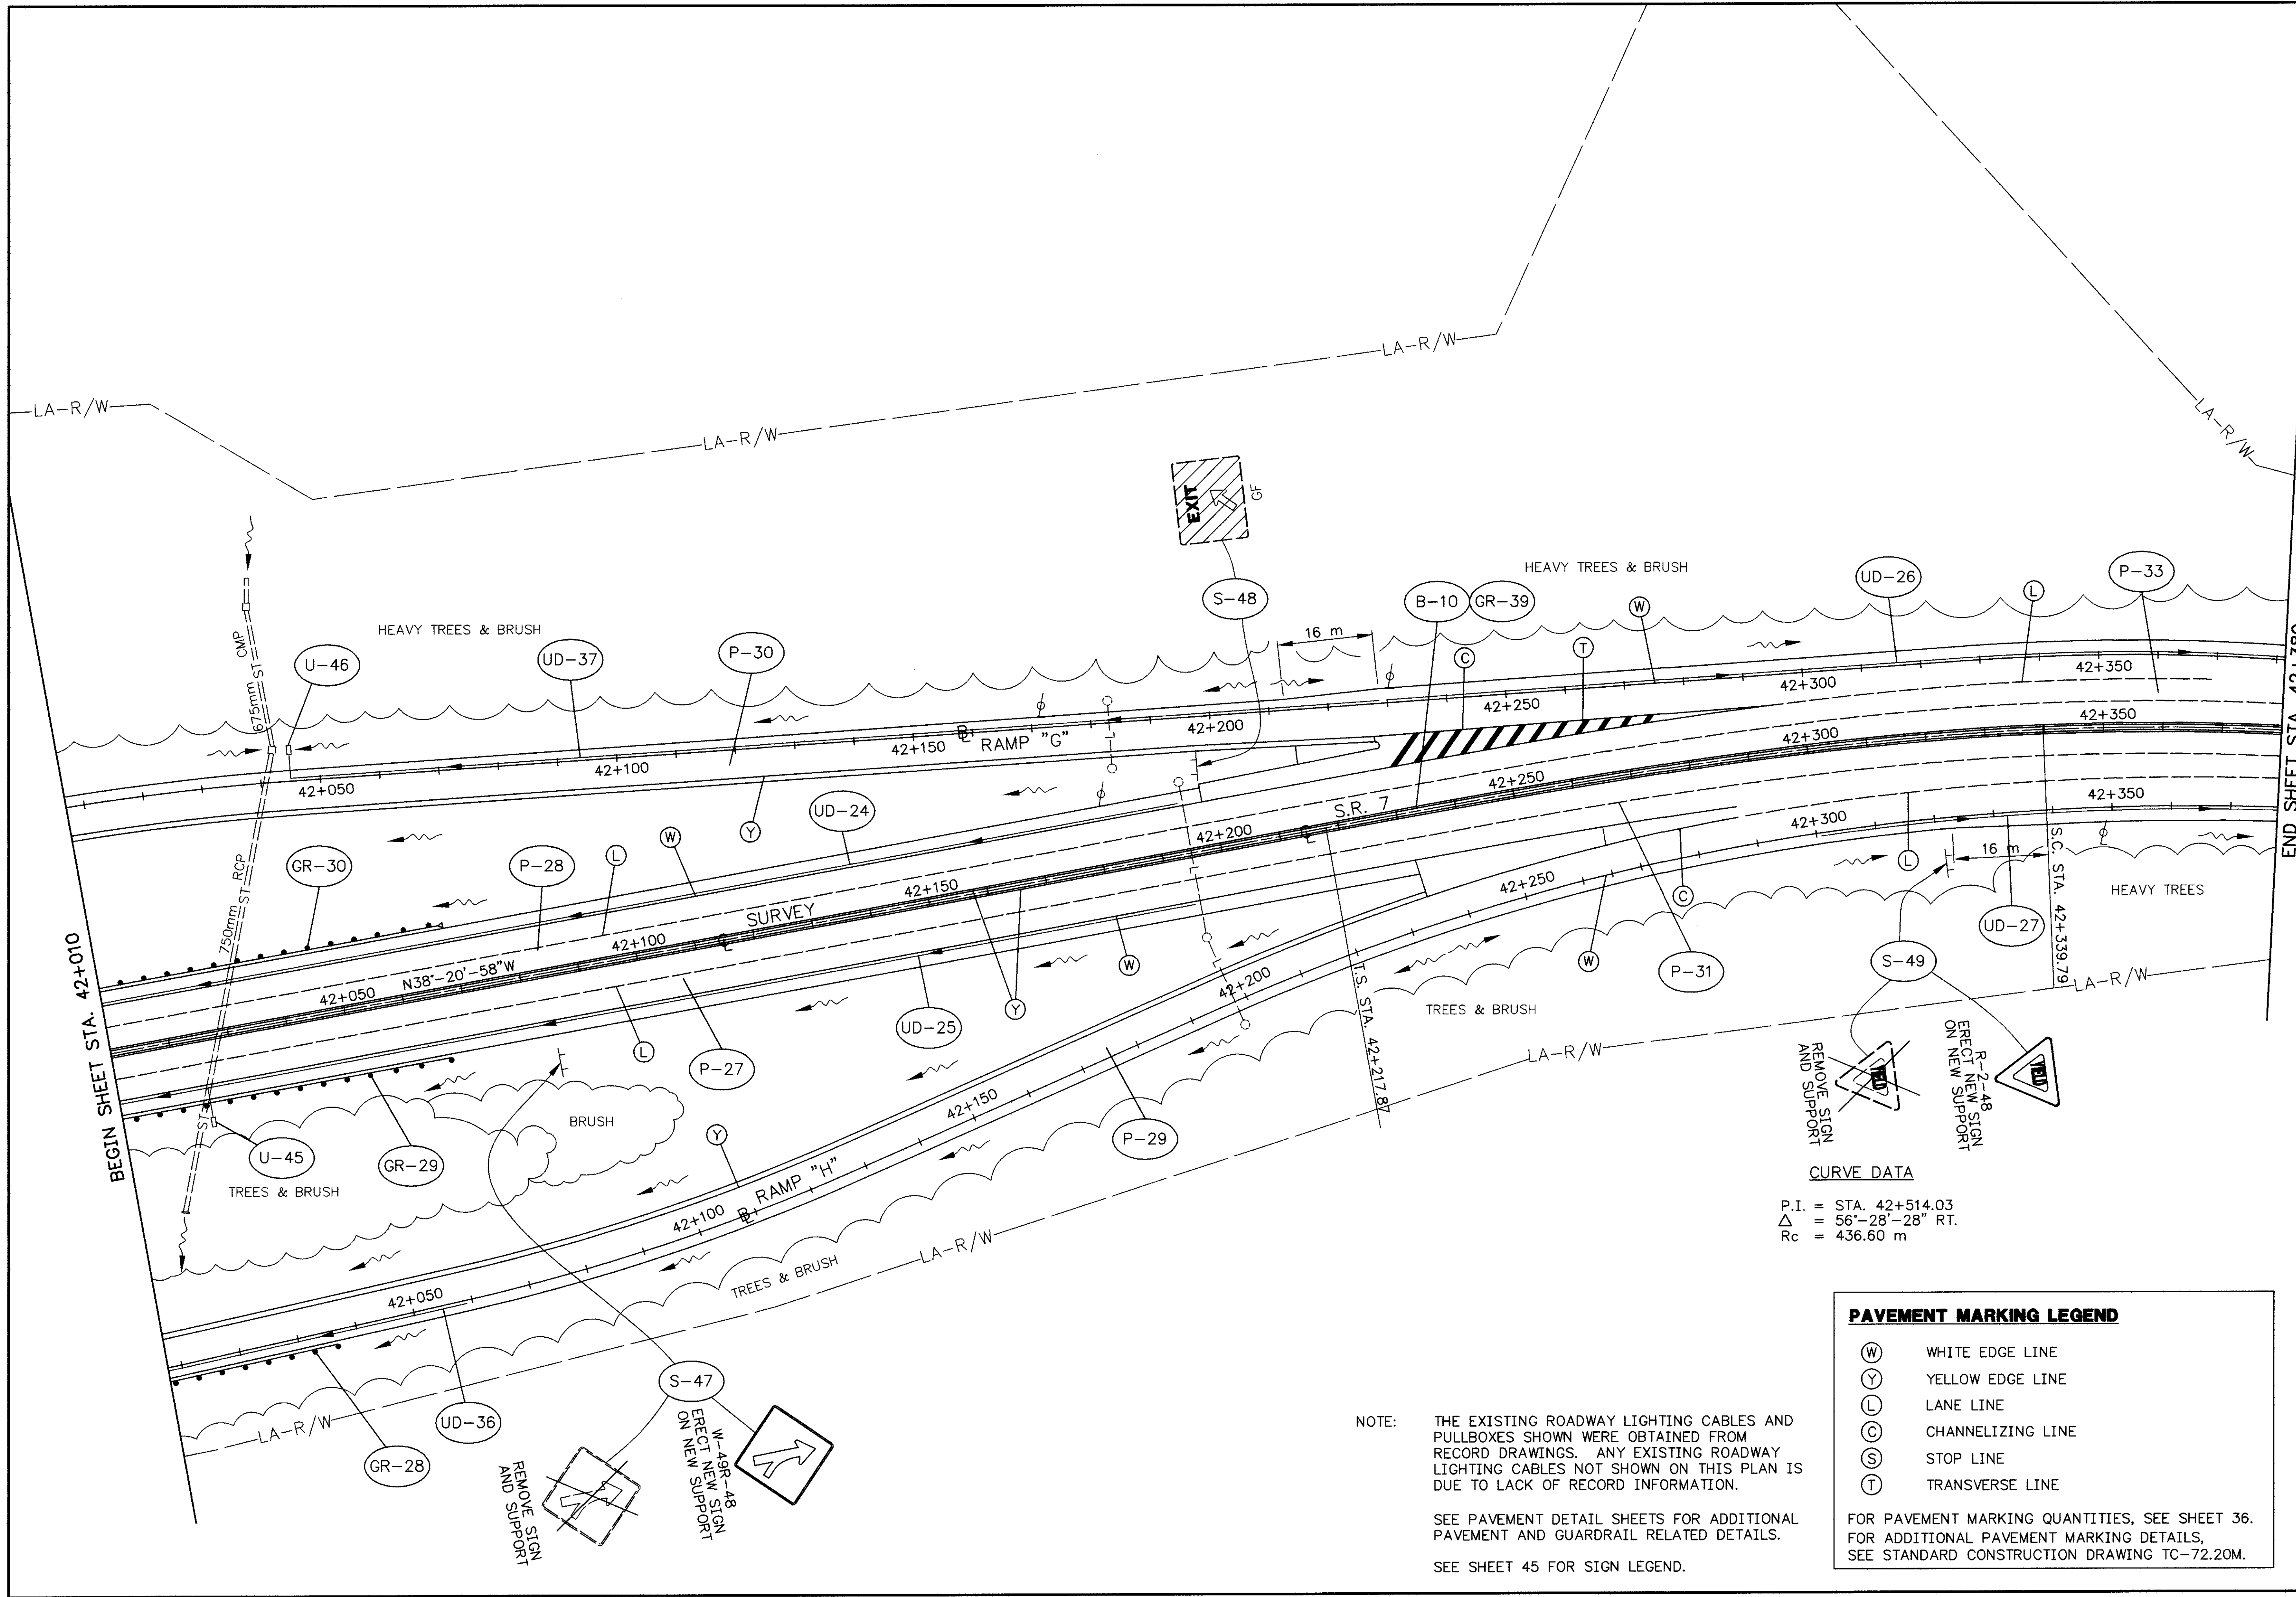 LA-R/W
LA-R/W
LA-R/W
LA-R/W
EXIT
GF
S-48
HEAVY TREES & BRUSH
UD-26
P-33
L
B-10
GR-39
W
16 m
C
T
HEAVY TREES & BRUSH
675mm ST CMP
U-46
UD-37
P-30
42+050
42+100
42+150
BL
RAMP "G"
L
42+200
42+250
42+300
42+350
Y
UD-24
W
L
P-28
GR-30
750mm ST RCP
ST
BEGIN SHEET STA. 42+010
END SHEET STA. 42+380
42+050
N38°-20'-58"W
42+100
CL
SURVEY
42+150
42+200
CL
S.R. 7
42+250
42+300
42+350
L
L
P-27
UD-25
Y
W
L
W
P-31
C
L
42+250
42+300
42+350
16 m
S.C. STA. 42+339.79
T.S. STA. 42+217.87
HEAVY TREES
UD-27
S-49
LA-R/W
TREES & BRUSH
LA-R/W
42+200
42+150
P-29
BRUSH
U-45
GR-29
TREES & BRUSH
Y
RAMP "H"
BL
42+100
42+050
TREES & BRUSH
LA-R/W
LA-R/W
UD-36
GR-28
S-47
REMOVE SIGN
AND SUPPORT
W-49R-48
ERECT NEW SIGN
ON NEW SUPPORT
YIELD
REMOVE SIGN
AND SUPPORT
R-2-48
ERECT NEW SIGN
ON NEW SUPPORT
YIELD
CURVE DATA
P.I. = STA. 42+514.03
Δ = 56°-28'-28" RT.
Rc = 436.60 m
NOTE: THE EXISTING ROADWAY LIGHTING CABLES AND
PULLBOXES SHOWN WERE OBTAINED FROM
RECORD DRAWINGS. ANY EXISTING ROADWAY
LIGHTING CABLES NOT SHOWN ON THIS PLAN IS
DUE TO LACK OF RECORD INFORMATION.
SEE PAVEMENT DETAIL SHEETS FOR ADDITIONAL
PAVEMENT AND GUARDRAIL RELATED DETAILS.
SEE SHEET 45 FOR SIGN LEGEND.
PAVEMENT MARKING LEGEND
W WHITE EDGE LINE
Y YELLOW EDGE LINE
L LANE LINE
C CHANNELIZING LINE
S STOP LINE
T TRANSVERSE LINE
FOR PAVEMENT MARKING QUANTITIES, SEE SHEET 36.
FOR ADDITIONAL PAVEMENT MARKING DETAILS,
SEE STANDARD CONSTRUCTION DRAWING TC-72.20M.